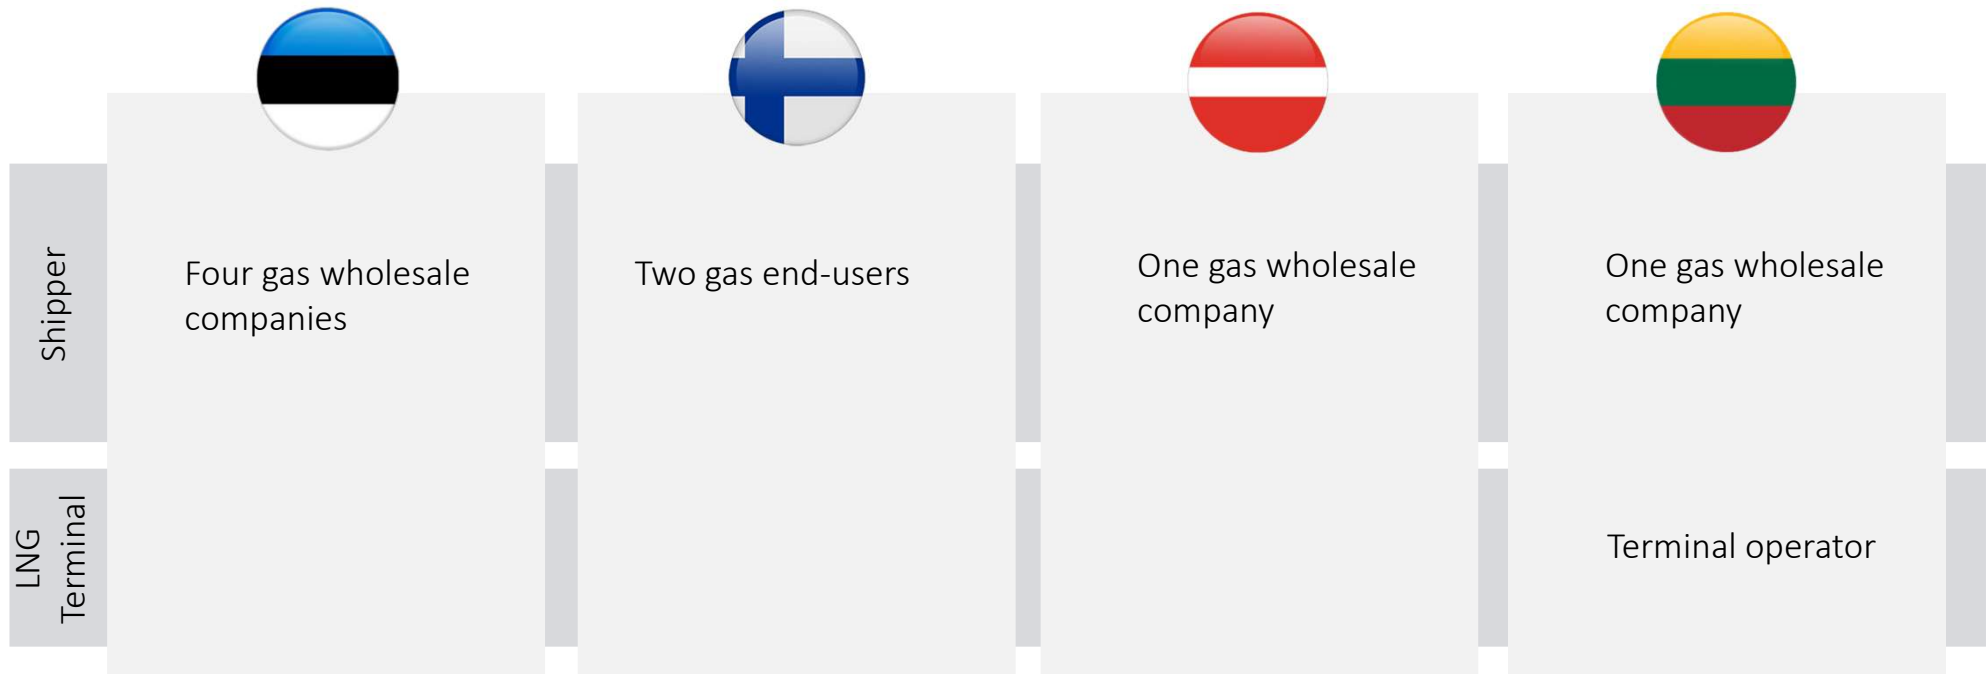 Shipper
Four gas wholesale
companies
Two gas end-users
One gas wholesale
company
One gas wholesale
company
LNG
Terminal
Terminal operator